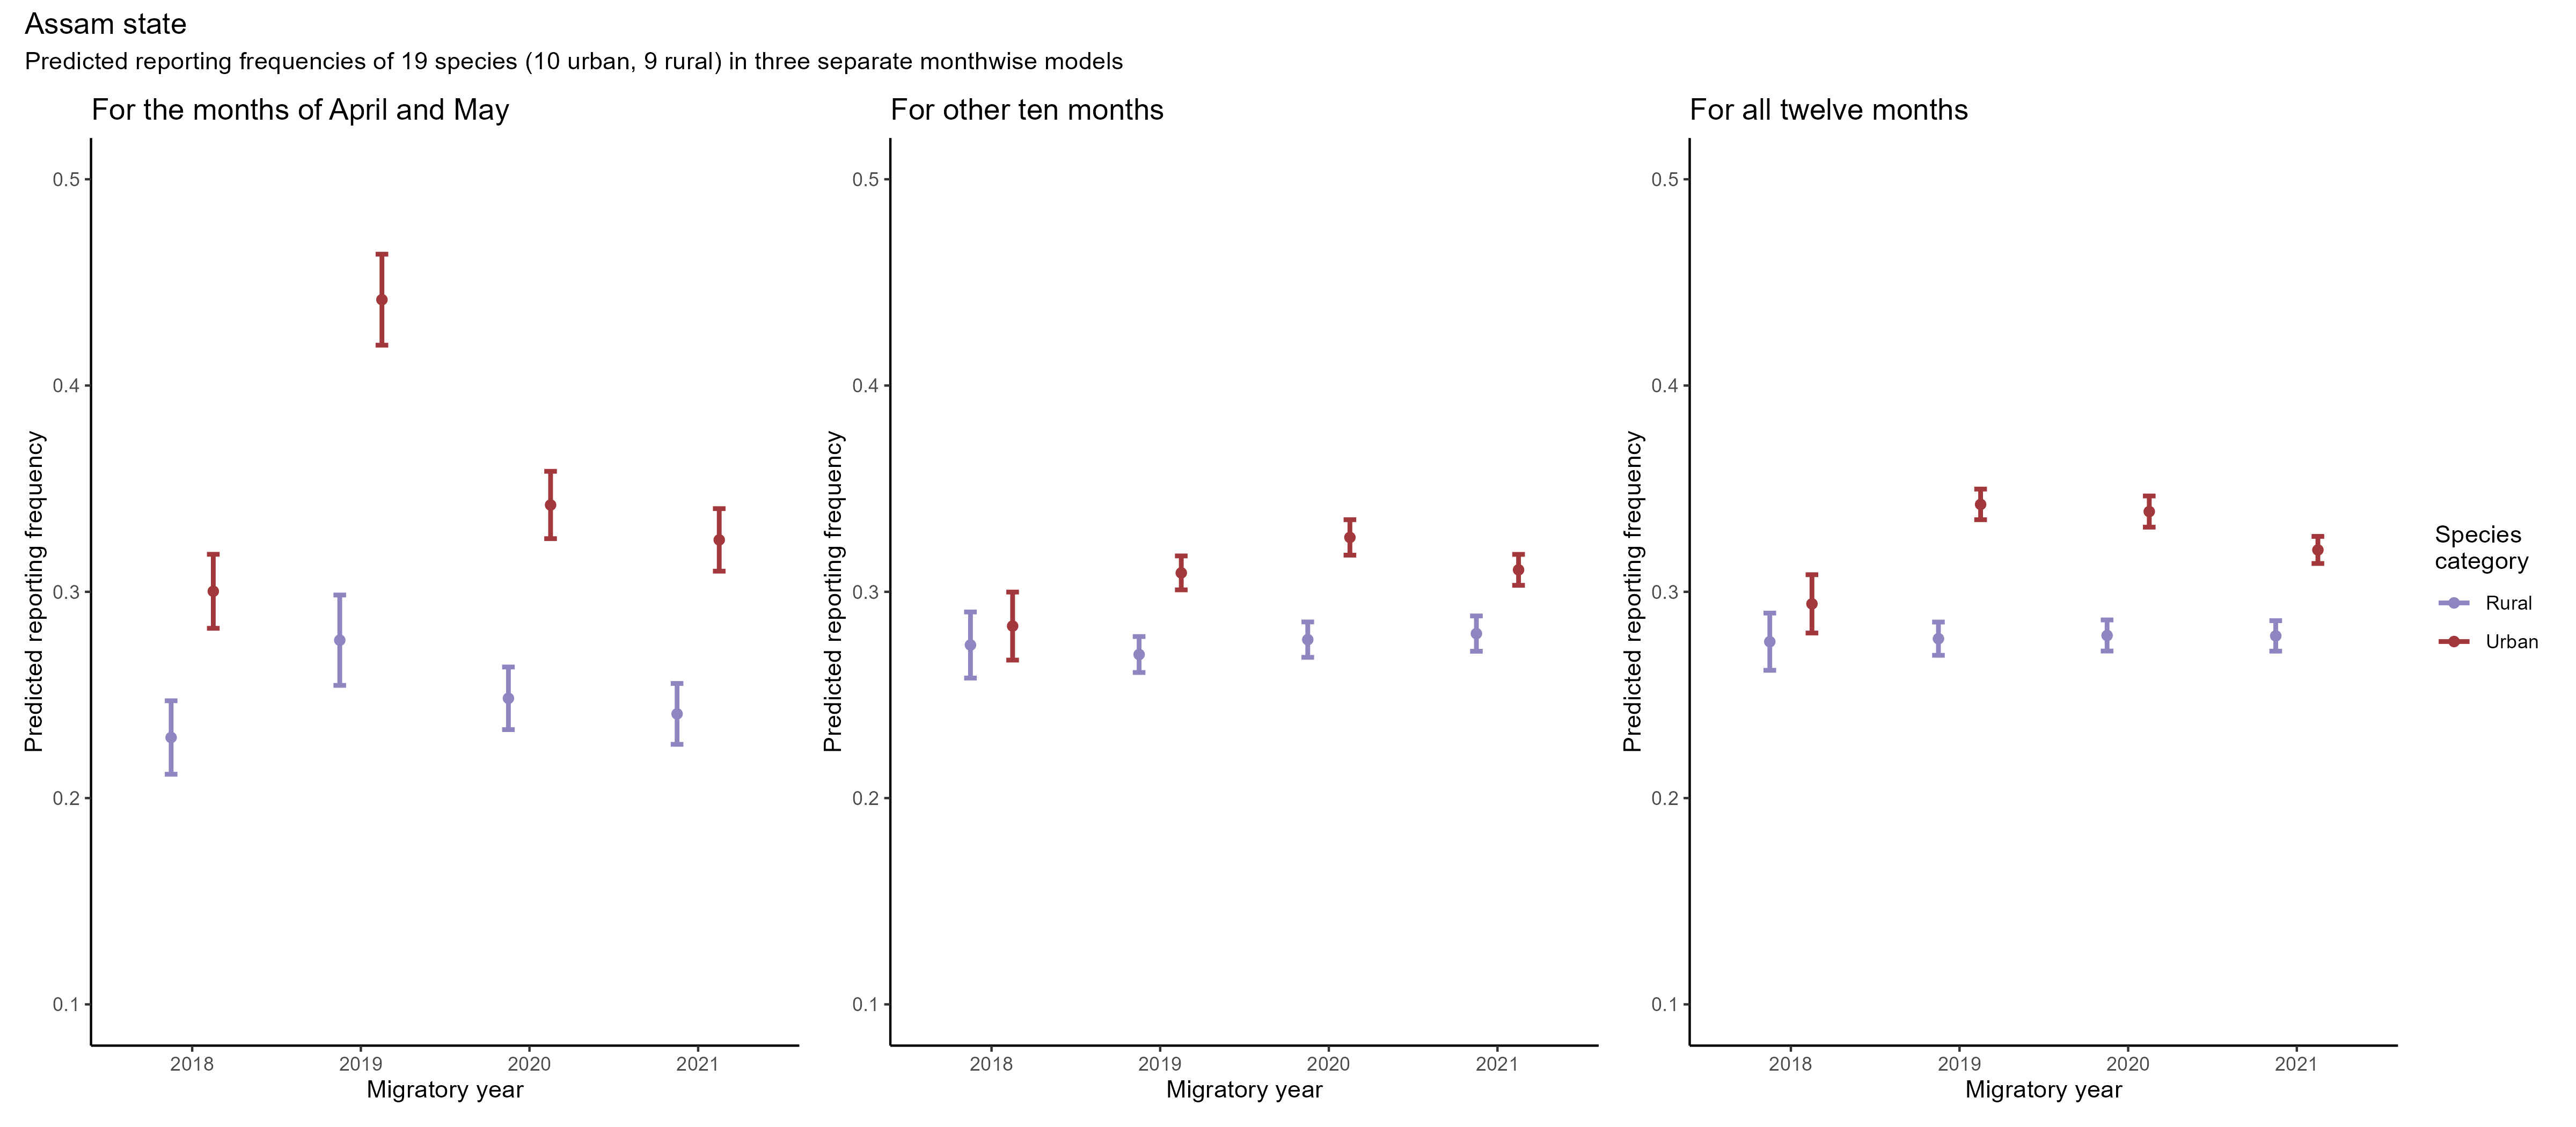 Assam state
Predicted reporting frequencies of 19 species (10 urban, 9 rural) in three separate monthwise models
For the months of April and May
0.5
0.4
0.3
0.2
0.1
Predicted reporting frequency
2018 2019 2020 2021
Migratory year
For other ten months
0.5
0.4
0.3
0.2
0.1
Predicted reporting frequency
2018 2019 2020 2021
Migratory year
For all twelve months
0.5
0.4
0.3
0.2
0.1
Predicted reporting frequency
2018 2019 2020 2021
Migratory year
Species
category
Rural
Urban